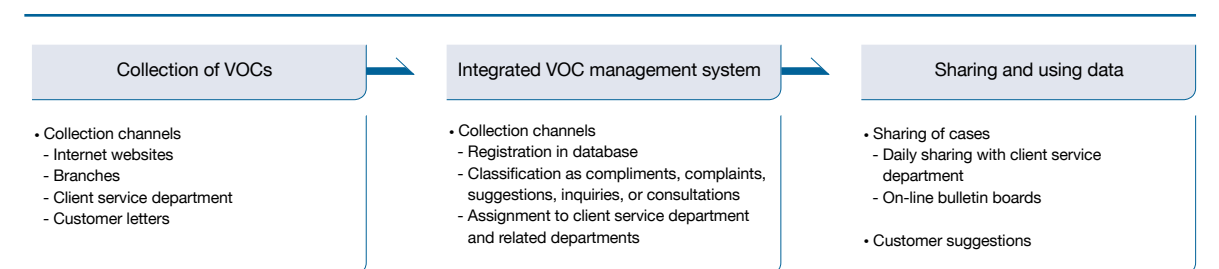 Collection of VOCs
• Collection channels
- Internet websites
- Branches
- Client service department
- Customer letters
Integrated VOC management system
• Collection channels
- Registration in database
- Classification as compliments, complaints,
suggestions, inquiries, or consultations
- Assignment to client service department
and related departments
Sharing and using data
• Sharing of cases
- Daily sharing with client service
department
- On-line bulletin boards
• Customer suggestions